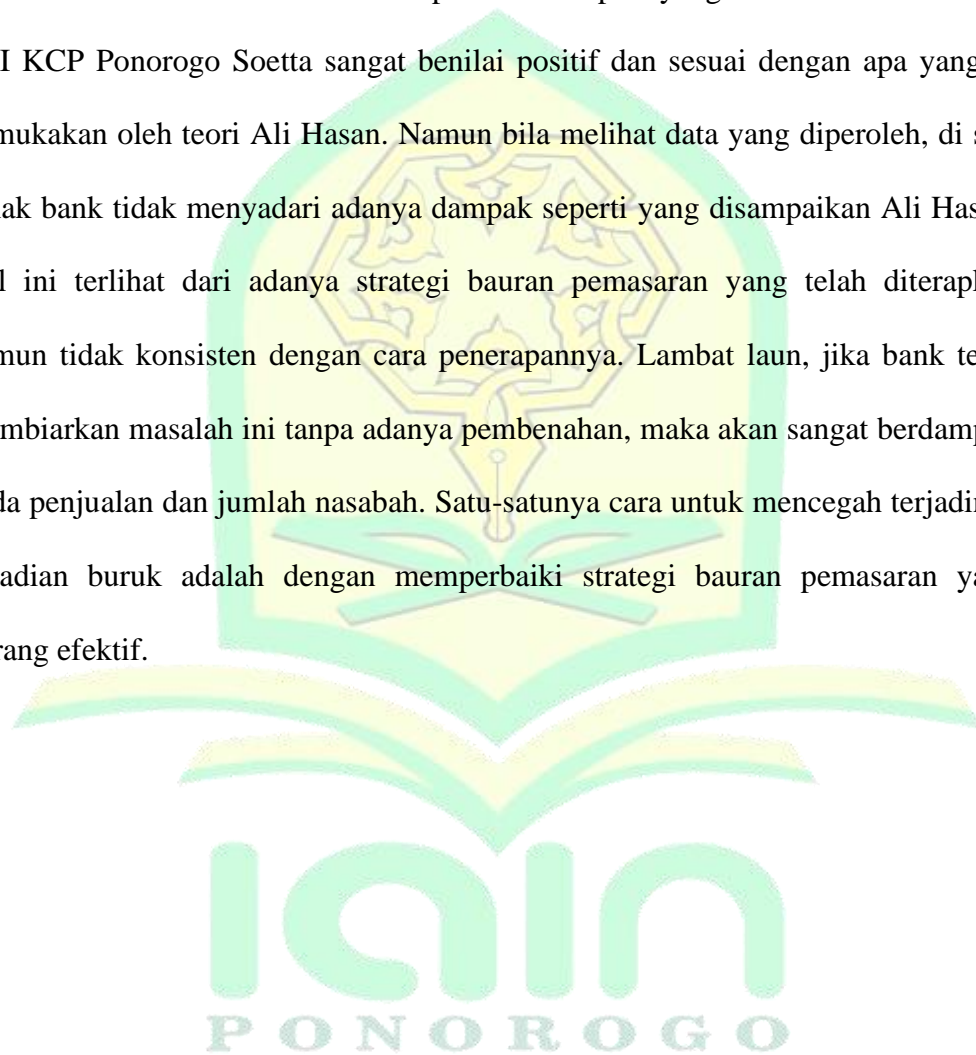 I KCP Ponorogo Soetta sangat benilai positif dan sesuai dengan apa yang
mukakan oleh teori Ali Hasan. Namun bila melihat data yang diperoleh, di s
ak bank tidak menyadari adanya dampak seperti yang disampaikan Ali Has
l ini terlihat dari adanya strategi bauran pemasaran yang telah diteraph
mun tidak konsisten dengan cara penerapannya. Lambat laun, jika bank te
mbiarkan masalah ini tanpa adanya pembenahan, maka akan sangat berdamp
da penjualan dan jumlah nasabah. Satu-satunya cara untuk mencegah terjadin
adian buruk adalah dengan memperbaiki strategi bauran pemasaran ya
rang efektif.
iain
PONOROGO